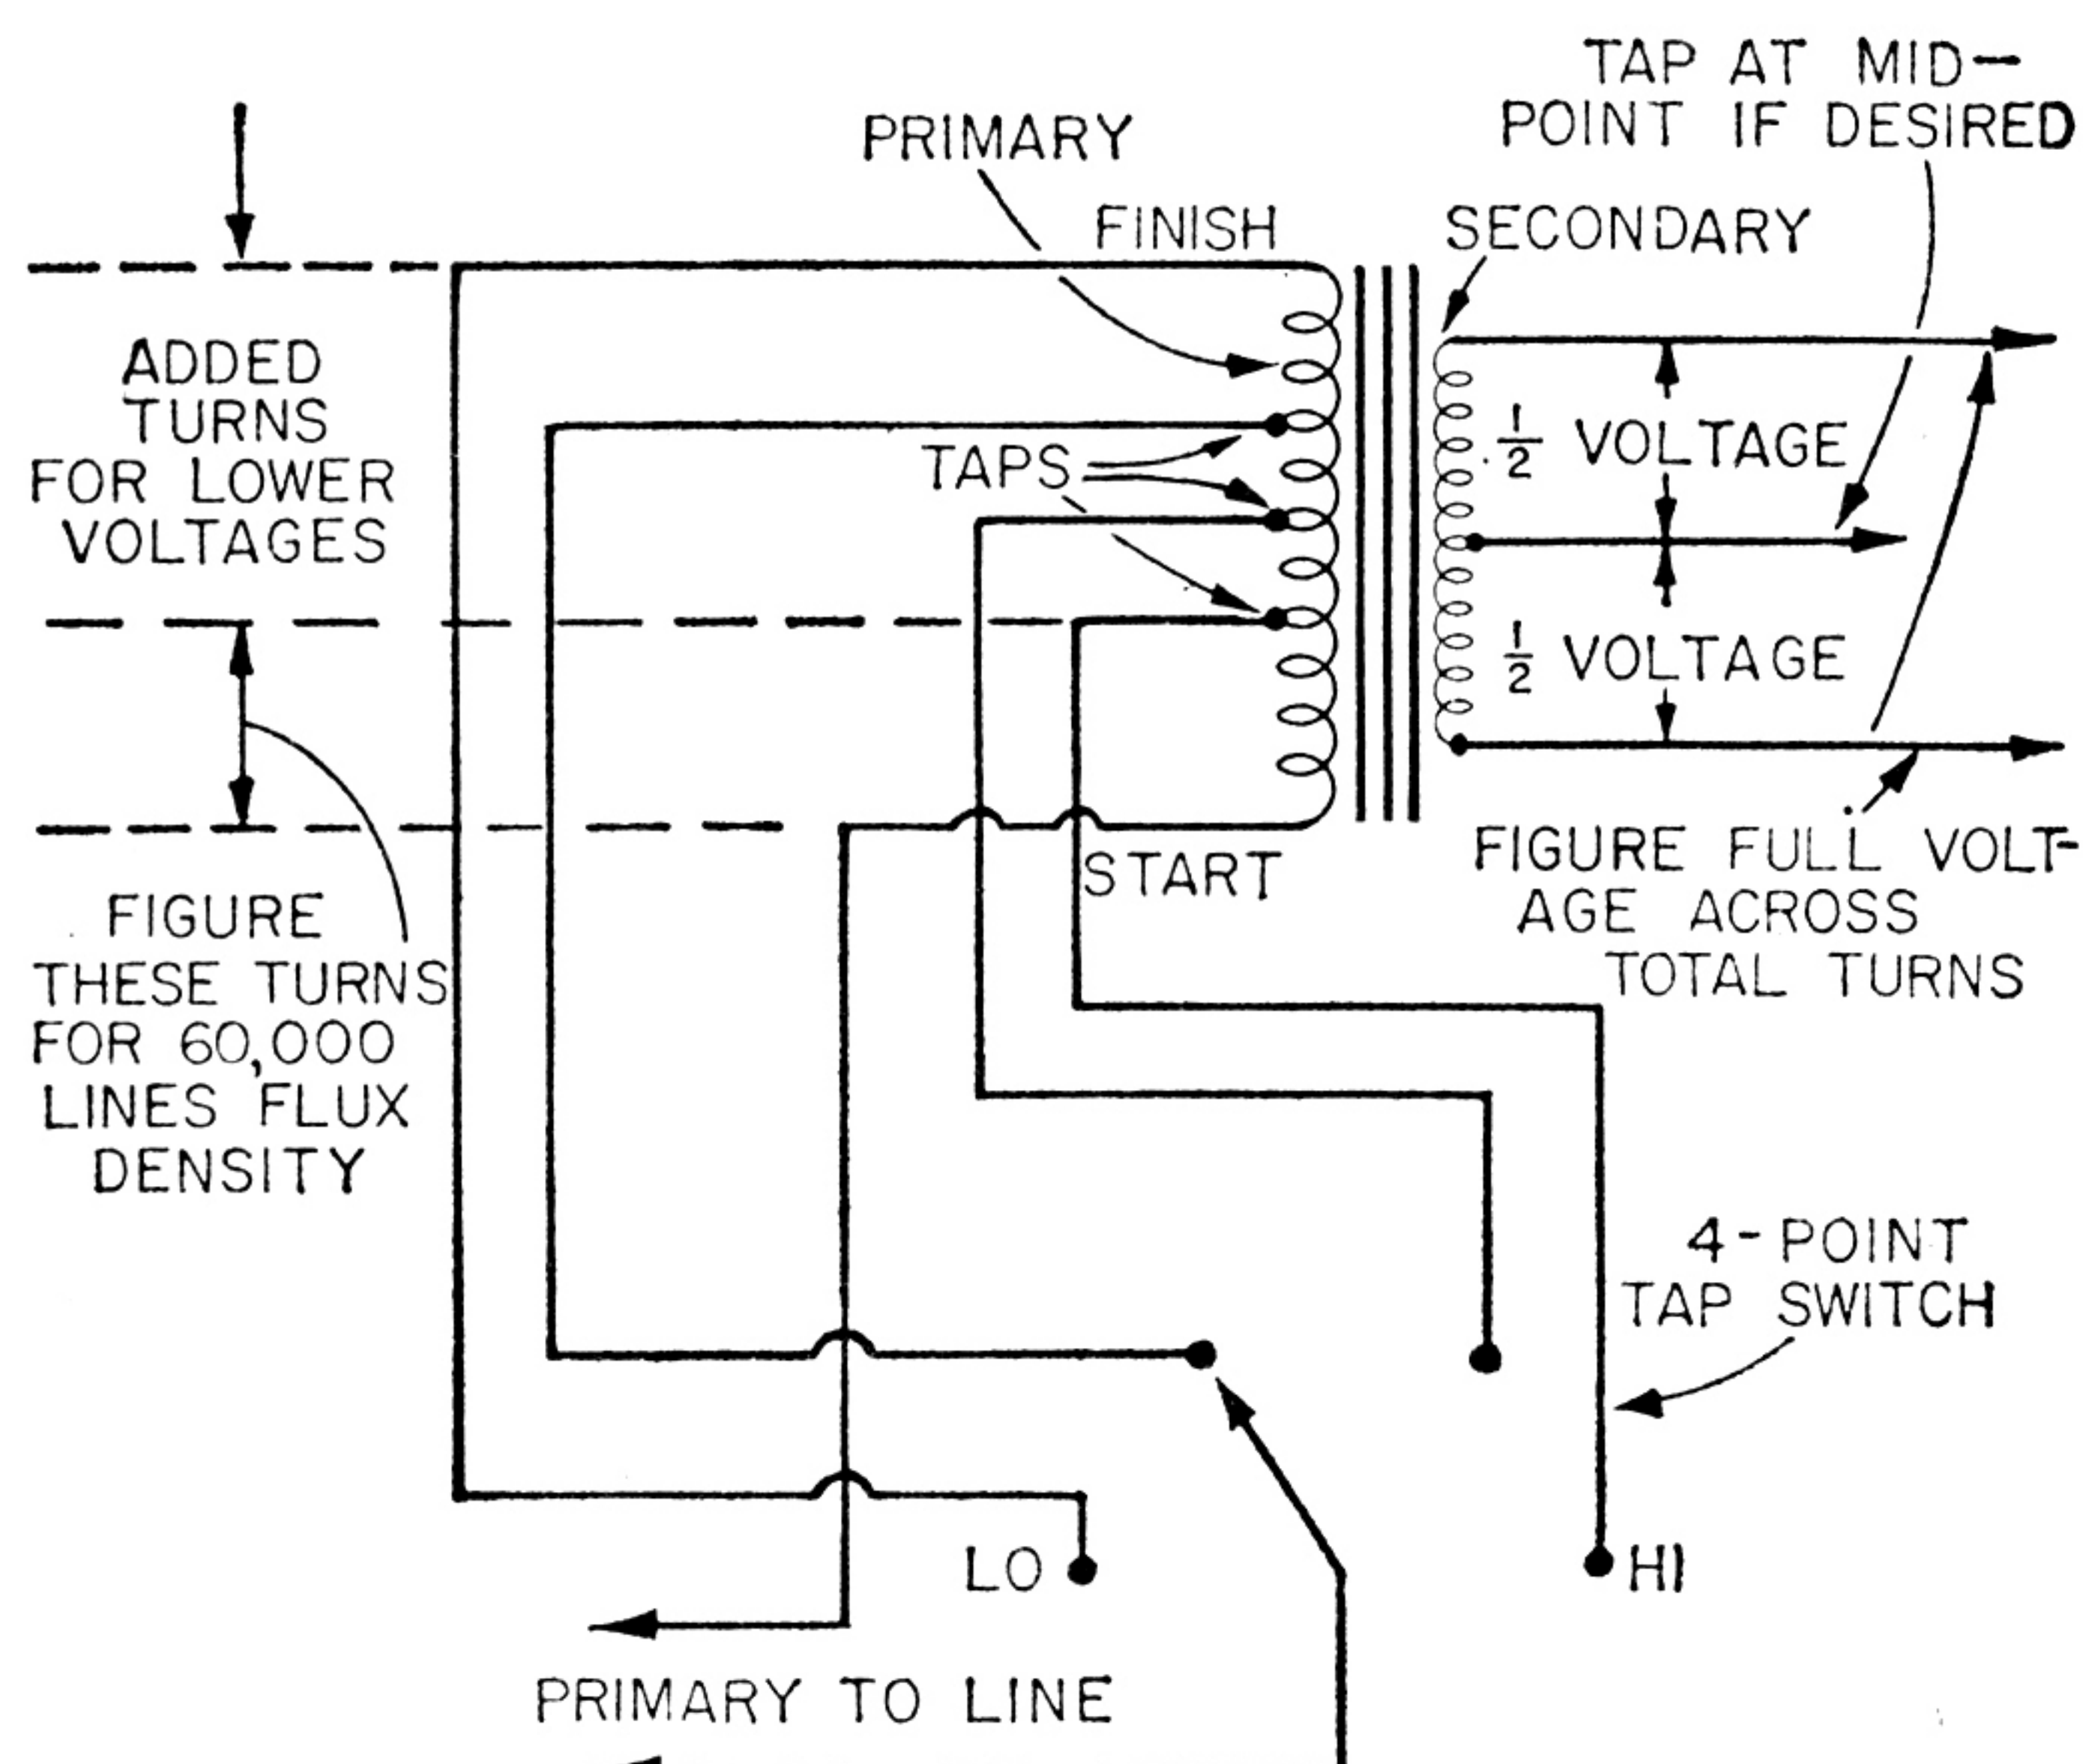 TAP AT MID-
POINT IF DESIRED
PRIMARY
FINISH
SECONDARY
ADDED
TURNS
FOR LOWER
VOLTAGES
TAPS
1/2 VOLTAGE
1/2 VOLTAGE
START
FIGURE FULL VOLT-
AGE ACROSS
TOTAL TURNS
FIGURE
THESE TURNS
FOR 60,000
LINES FLUX
DENSITY
4-POINT
TAP SWITCH
LO
HI
PRIMARY TO LINE